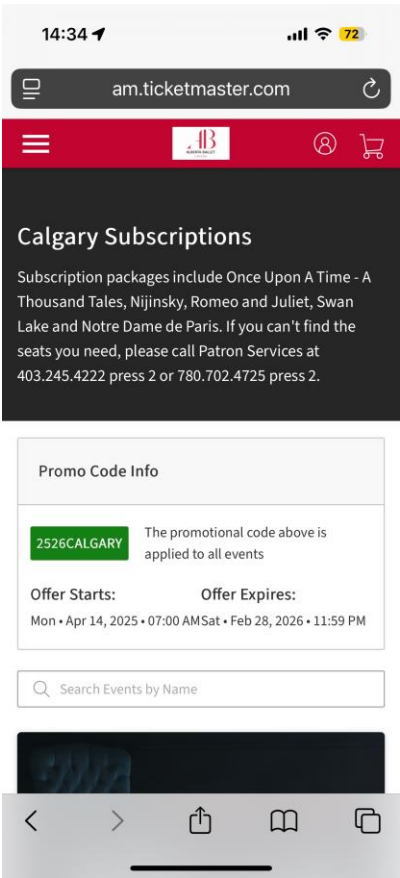 14:34
72
am.ticketmaster.com
AB
ALBERTA BALLET
Calgary Subscriptions
Subscription packages include Once Upon A Time - A
Thousand Tales, Nijinsky, Romeo and Juliet, Swan
Lake and Notre Dame de Paris. If you can't find the
seats you need, please call Patron Services at
403.245.4222 press 2 or 780.702.4725 press 2.
Promo Code Info
2526CALGARY
The promotional code above is
applied to all events
Offer Starts: Offer Expires:
Mon • Apr 14, 2025 • 07:00 AM Sat • Feb 28, 2026 • 11:59 PM
Search Events by Name